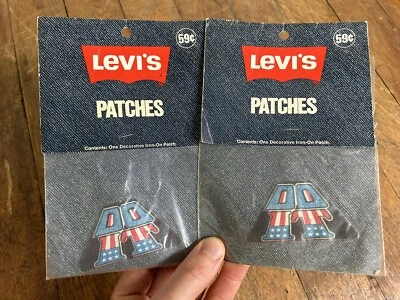 59¢
LEVI'S
PATCHES
Contents: One Decorative Iron-On Patch.
59¢
LEVI'S
PATCHES
Contents: One Decorative Iron-On Patch.